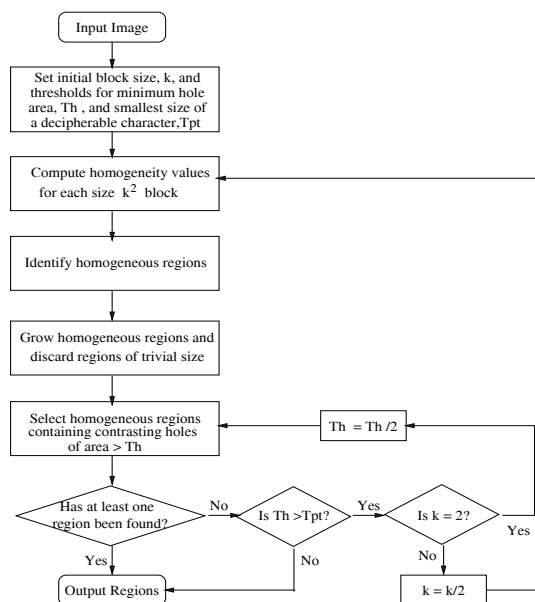 Input Image
Set initial block size, k, and
thresholds for minimum hole
area, Th , and smallest size of
a decipherable character,Tpt
Compute homogeneity values
for each size k² block
Identify homogeneous regions
Grow homogeneous regions and
discard regions of trivial size
Select homogeneous regions
containing contrasting holes
of area > Th
Th = Th /2
Has at least one
region been found?
No
Is Th >Tpt?
Yes
Is k = 2?
Yes
Yes
No
No
Output Regions
k = k/2